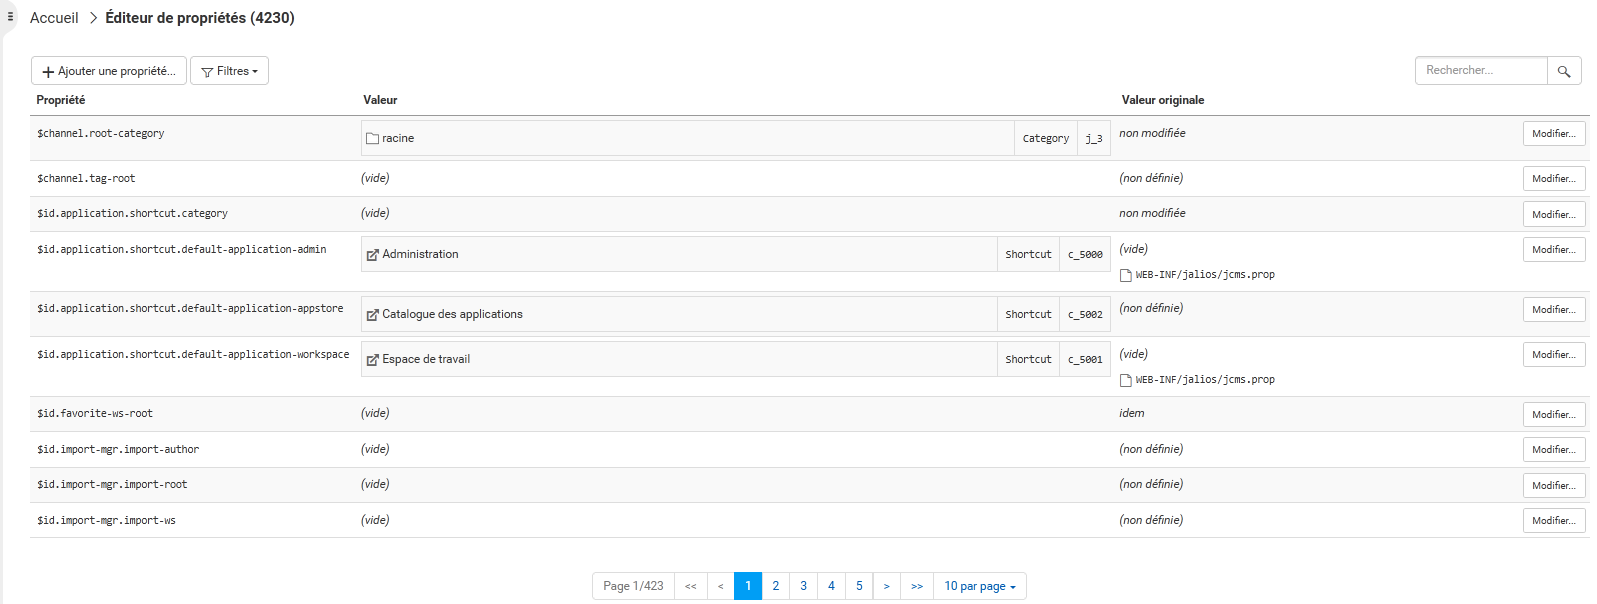 Accueil > Éditeur de propriétés (4230)
Ajouter une propriété... Filtres Rechercher...
Propriété Valeur Valeur originale
$channel.root-category racine Category j_3 non modifiée Modifier...
$channel.tag-root (vide) (non définie) Modifier...
$id.application.shortcut.category (vide) non modifiée Modifier...
$id.application.shortcut.default-application-admin Administration Shortcut c_5000 (vide) Modifier...
WEB-INF/jalios/jcms.prop
$id.application.shortcut.default-application-appstore Catalogue des applications Shortcut c_5002 (non définie) Modifier...
$id.application.shortcut.default-application-workspace Espace de travail Shortcut c_5001 (vide) Modifier...
WEB-INF/jalios/jcms.prop
$id.favorite-ws-root (vide) idem Modifier...
$id.import-mgr.import-author (vide) (non définie) Modifier...
$id.import-mgr.import-root (vide) (non définie) Modifier...
$id.import-mgr.import-ws (vide) (non définie) Modifier...
Page 1/423 << < 1 2 3 4 5 > >> 10 par page